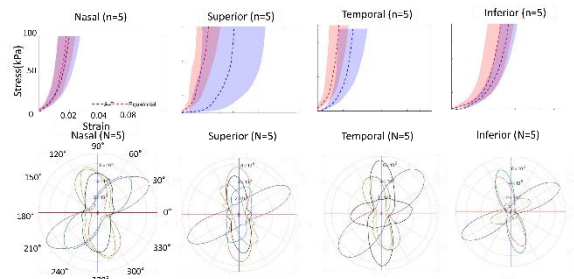 Nasal (n=5)
Superior (n=5)
Temporal (n=5)
Inferior (n=5)
Stress(kPa)
100
50
0
0.02
0.04
0.08
Equatorial
Strain
Nasal (N=5)
Superior (N=5)
Temporal (N=5)
Inferior (N=5)
90°
120°
60°
150°
30°
180°
0°
210°
330°
240°
300°